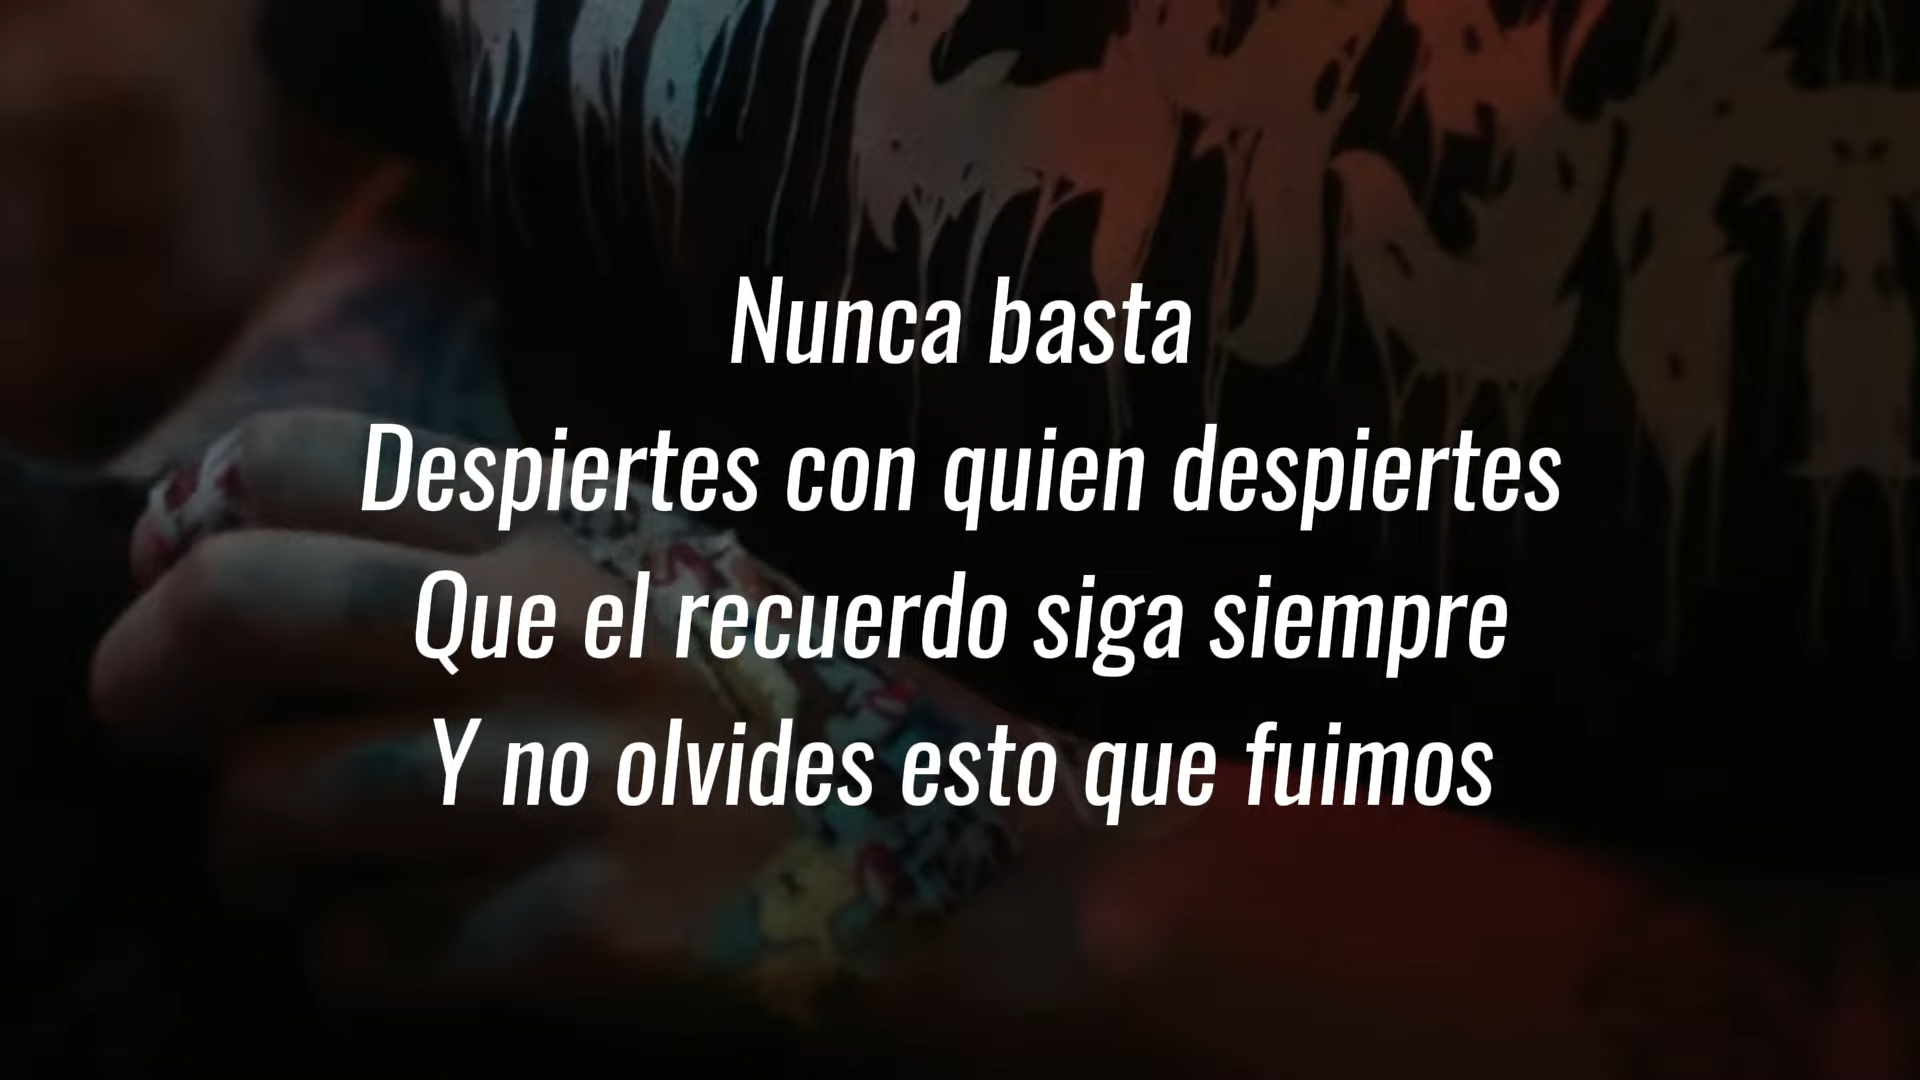 Nunca basta
Despiertes con quien despiertes
Que el recuerdo siga siempre
Y no olvides esto que fuimos